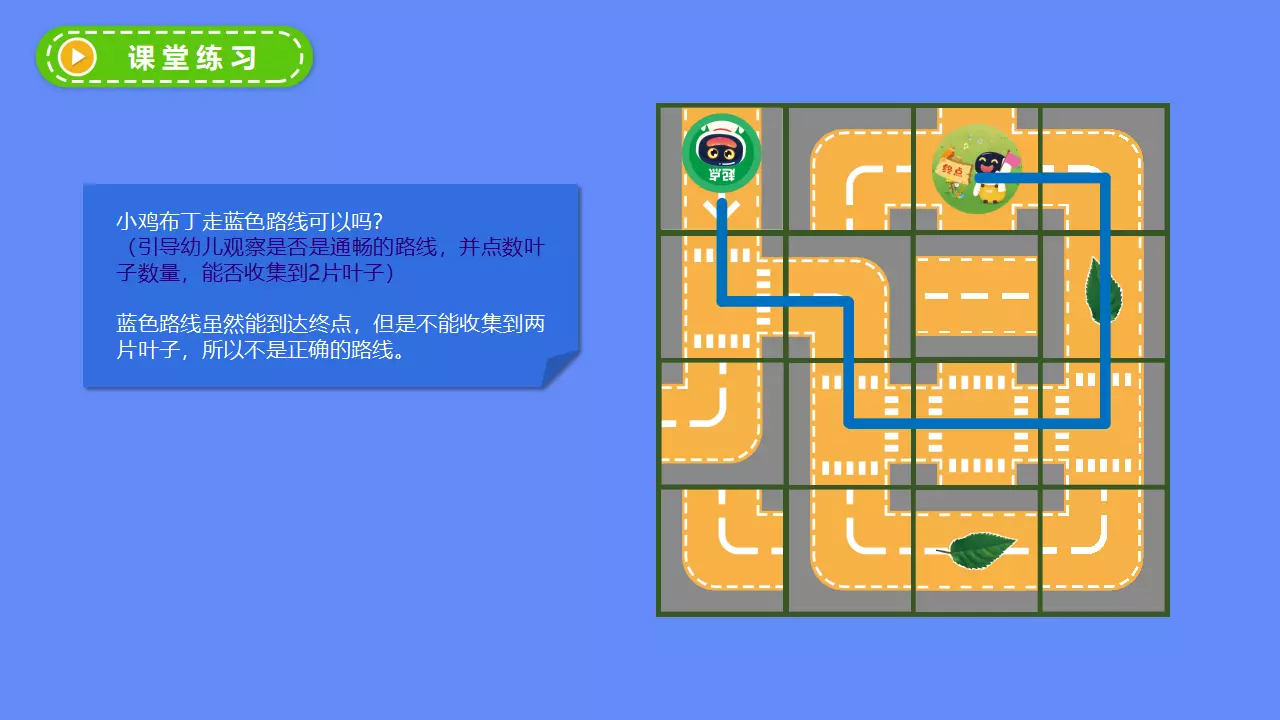 课堂练习
小鸡布丁走蓝色路线可以吗？
（引导幼儿观察是否是通畅的路线，并点数叶
子数量，能否收集到2片叶子）
蓝色路线虽然能到达终点，但是不能收集到两
片叶子，所以不是正确的路线。
起点
终点